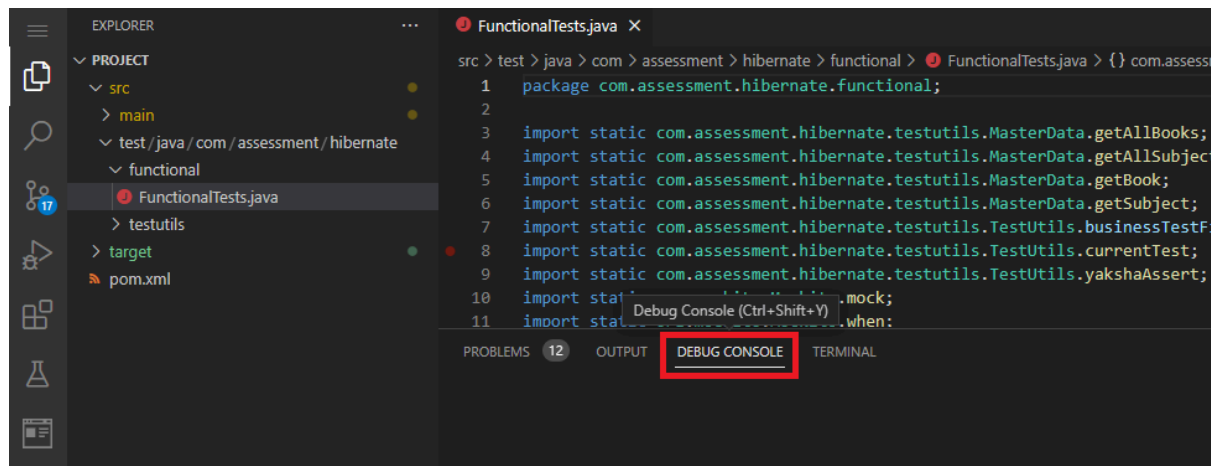 EXPLORER
PROJECT
src
main
test/java/com/assessment/hibernate
functional
FunctionalTests.java
testutils
target
pom.xml
17
FunctionalTests.java
src > test > java > com > assessment > hibernate > functional > FunctionalTests.java > {} com.assess
1 package com.assessment.hibernate.functional;
2
3 import static com.assessment.hibernate.testutils.MasterData.getAllBooks;
4 import static com.assessment.hibernate.testutils.MasterData.getAllSubject
5 import static com.assessment.hibernate.testutils.MasterData.getBook;
6 import static com.assessment.hibernate.testutils.MasterData.getSubject;
7 import static com.assessment.hibernate.testutils.TestUtils.businessTestF
8 import static com.assessment.hibernate.testutils.TestUtils.currentTest;
9 import static com.assessment.hibernate.testutils.TestUtils.yakshaAssert;
10 import stat .mock;
Debug Console (Ctrl+Shift+Y)
11 import stat when;
PROBLEMS 12 OUTPUT DEBUG CONSOLE TERMINAL